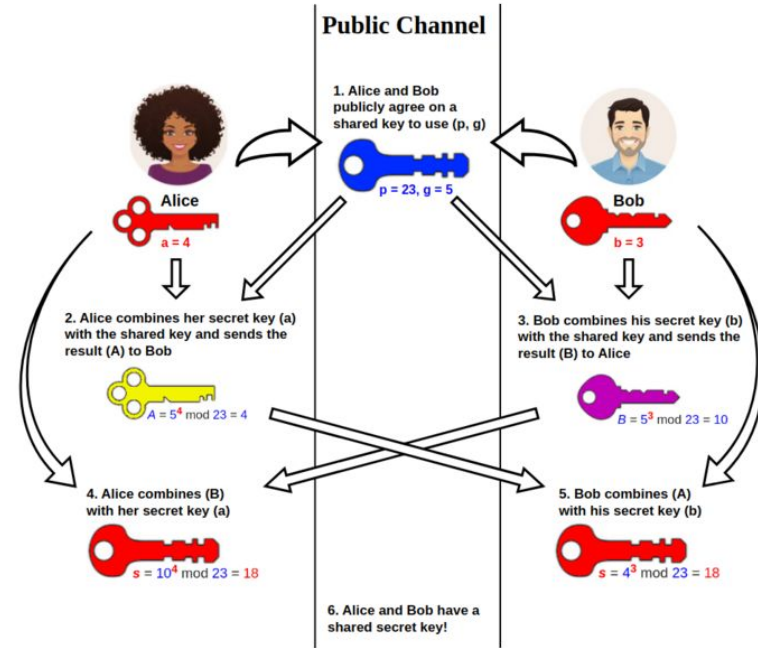 Public Channel
1. Alice and Bob
publicly agree on a
shared key to use (p, g)
p = 23, g = 5
Alice
a = 4
Bob
b = 3
2. Alice combines her secret key (a)
with the shared key and sends the
result (A) to Bob
A = 5⁴ mod 23 = 4
3. Bob combines his secret key (b)
with the shared key and sends the
result (B) to Alice
B = 5³ mod 23 = 10
4. Alice combines (B)
with her secret key (a)
s = 10⁴ mod 23 = 18
5. Bob combines (A)
with his secret key (b)
s = 4³ mod 23 = 18
6. Alice and Bob have a
shared secret key!